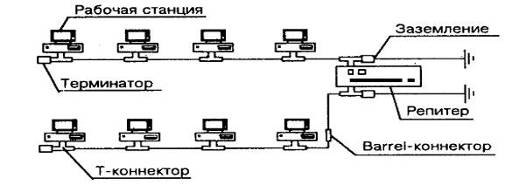 Рабочая станция
Заземление
Терминатор
Репитер
Barrel-коннектор
Т-коннектор